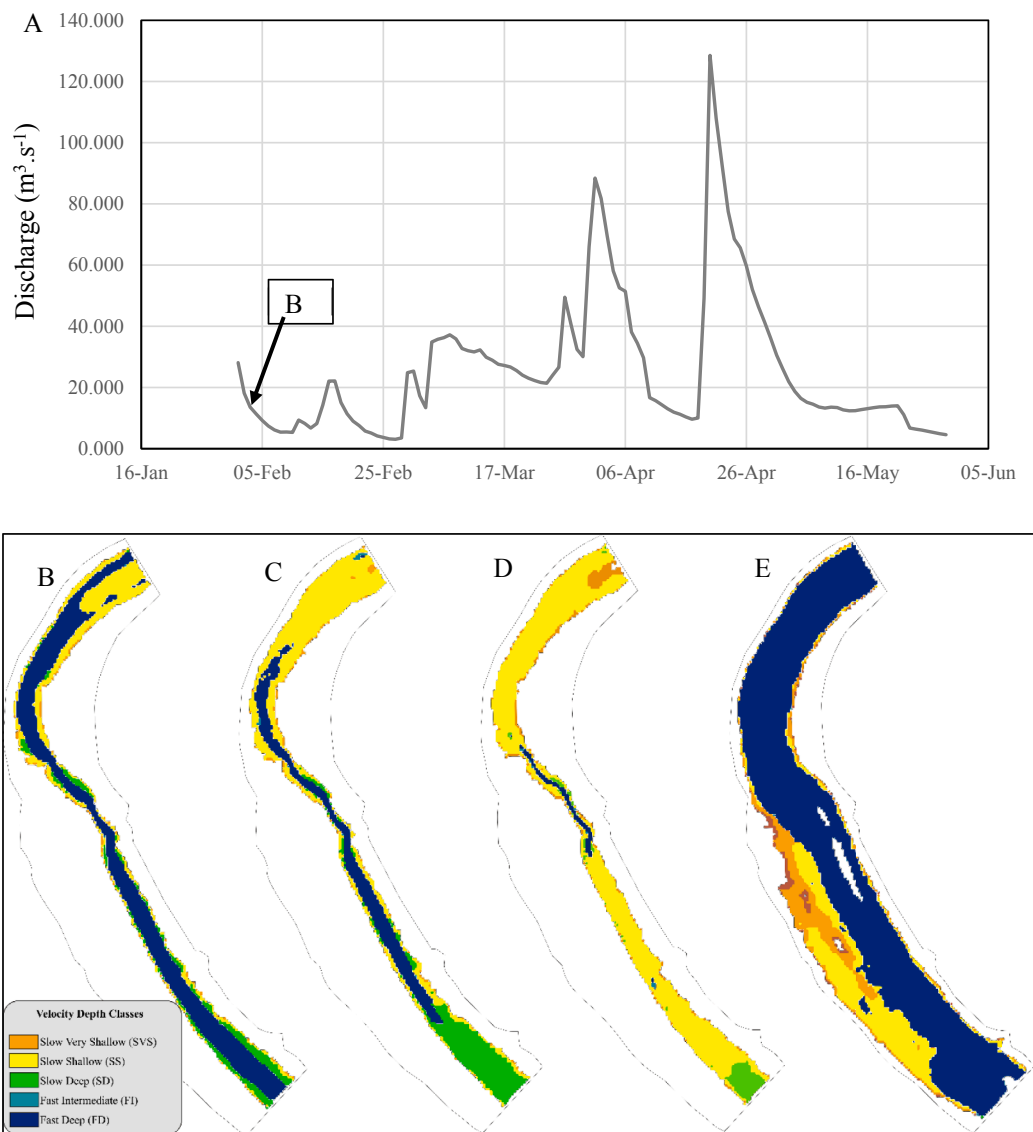 A
140.000
120.000
100.000
80.000
60.000
40.000
20.000
0.000
Discharge (m³.s⁻¹)
B
16-Jan 05-Feb 25-Feb 17-Mar 06-Apr 26-Apr 16-May 05-Jun
B C D E
Velocity Depth Classes
Slow Very Shallow (SVS)
Slow Shallow (SS)
Slow Deep (SD)
Fast Intermediate (FI)
Fast Deep (FD)